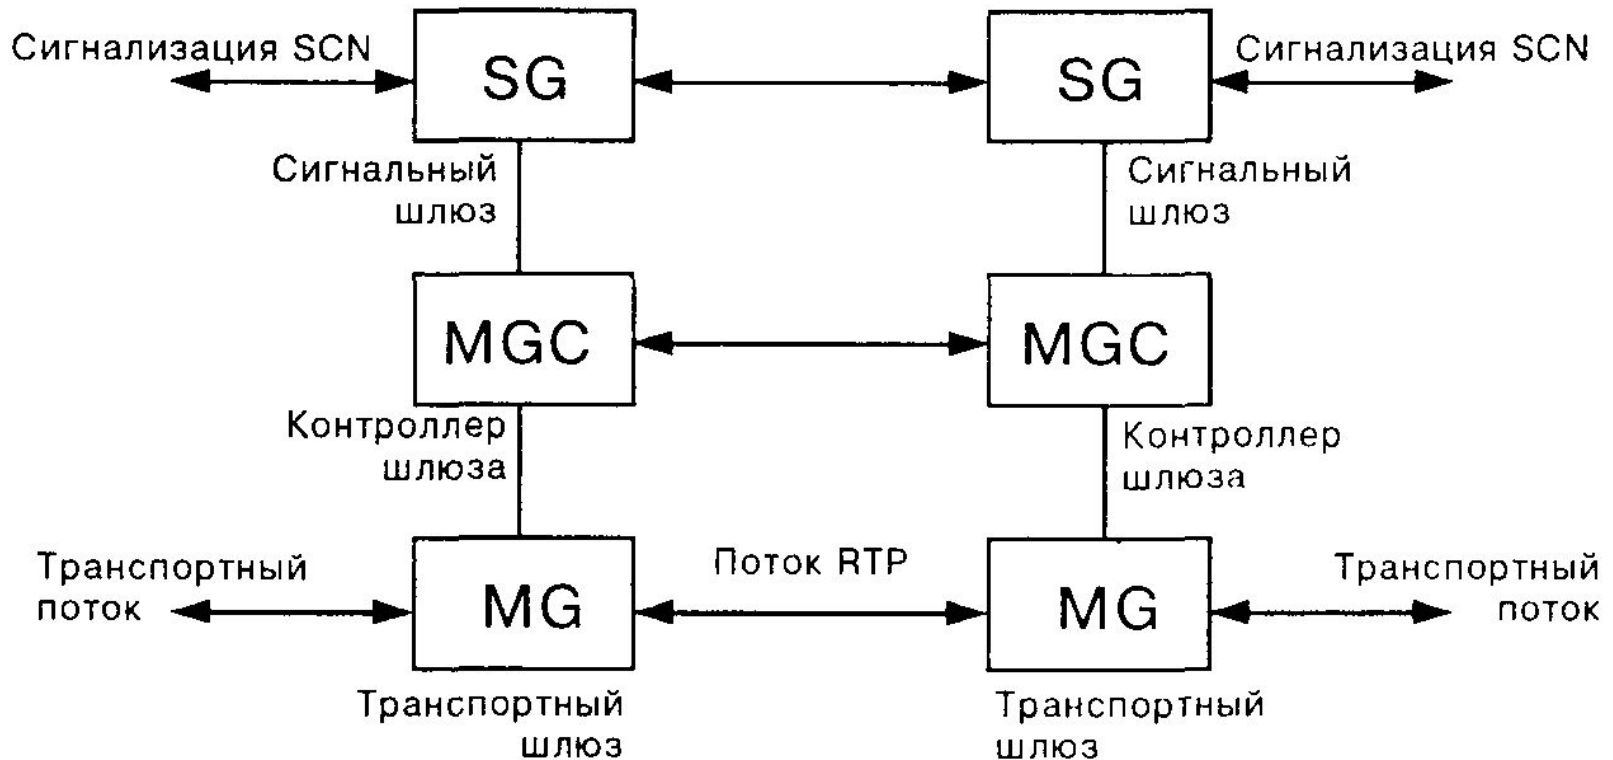 Сигнализация SCN
SG
SG
Сигнализация SCN
Сигнальный
шлюз
Сигнальный
шлюз
MGC
MGC
Контроллер
шлюза
Контроллер
шлюза
Транспортный
поток
MG
Поток RTP
MG
Транспортный
поток
Транспортный
шлюз
Транспортный
шлюз